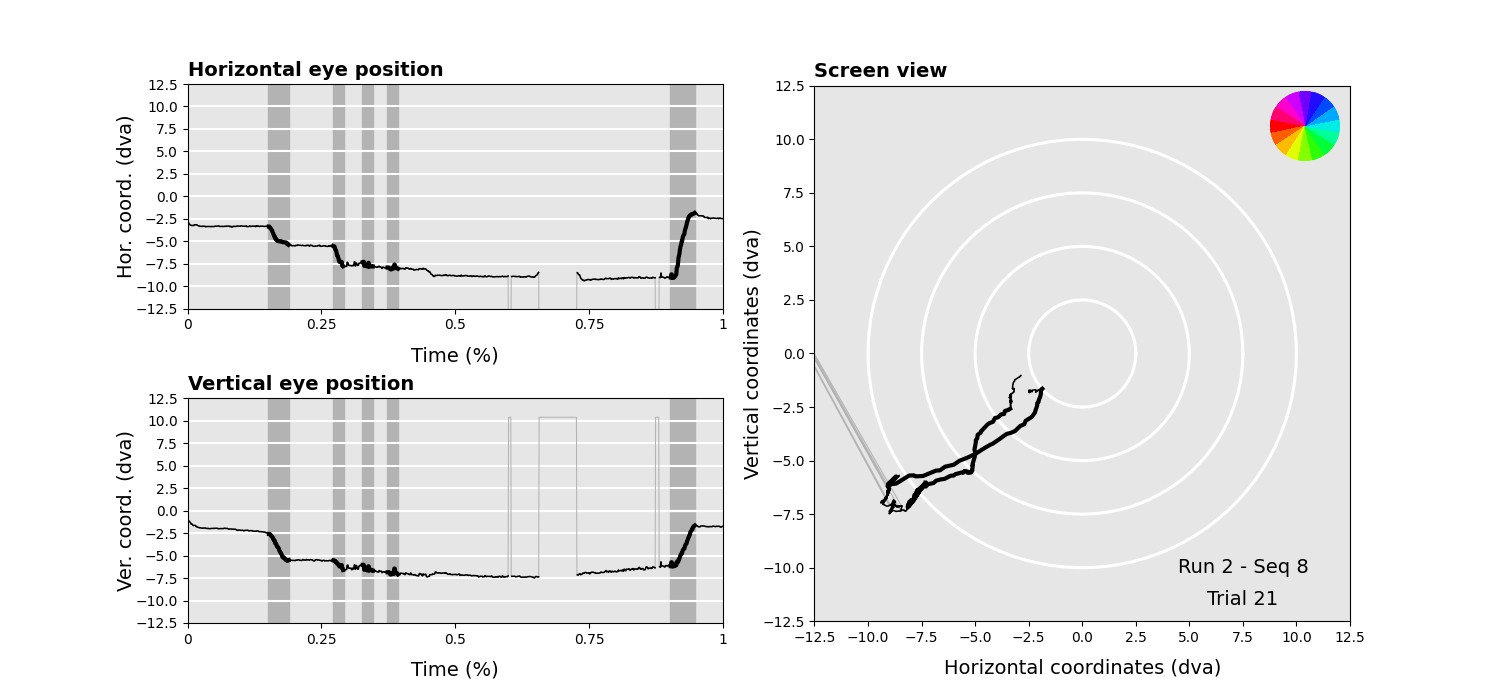 Horizontal eye position
Hor. coord. (dva)
12.5
10.0
7.5
5.0
2.5
0.0
−2.5
−5.0
−7.5
−10.0
−12.5
0 0.25 0.5 0.75 1
Time (%)
Vertical eye position
Ver. coord. (dva)
12.5
10.0
7.5
5.0
2.5
0.0
−2.5
−5.0
−7.5
−10.0
−12.5
0 0.25 0.5 0.75 1
Time (%)
Screen view
Vertical coordinates (dva)
12.5
10.0
7.5
5.0
2.5
0.0
−2.5
−5.0
−7.5
−10.0
−12.5
Run 2 - Seq 8
Trial 21
−12.5 −10.0 −7.5 −5.0 −2.5 0.0 2.5 5.0 7.5 10.0 12.5
Horizontal coordinates (dva)